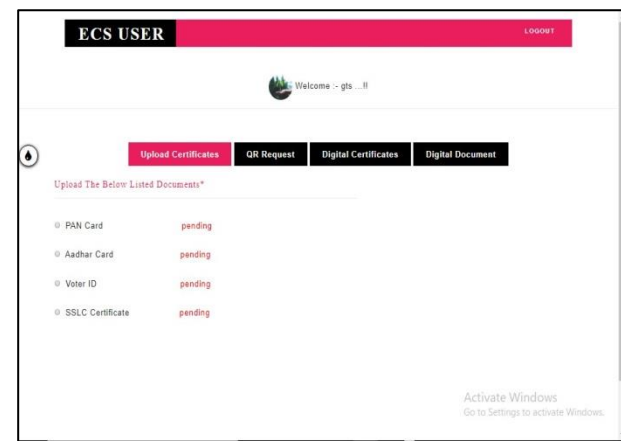 ECS USER
LOGOUT
Welcome :- gts ...!!
Upload Certificates QR Request Digital Certificates Digital Document
Upload The Below Listed Documents*
PAN Card pending
Aadhar Card pending
Voter ID pending
SSLC Certificate pending
Activate Windows
Go to Settings to activate Windows.